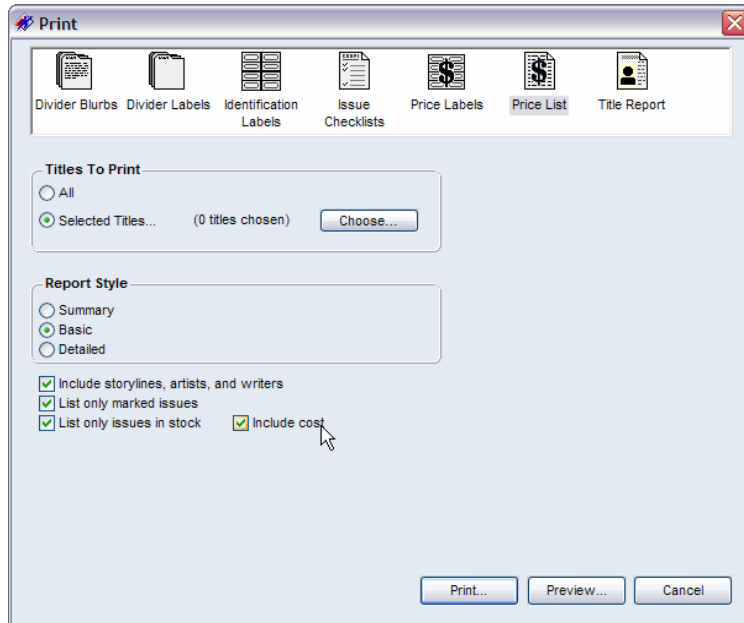 Print
Divider Blurbs Divider Labels Identification Labels Issue Checklists Price Labels Price List Title Report
Titles To Print
All
Selected Titles... (0 titles chosen) Choose...
Report Style
Summary
Basic
Detailed
Include storylines, artists, and writers
List only marked issues
List only issues in stock Include cost
Print... Preview... Cancel